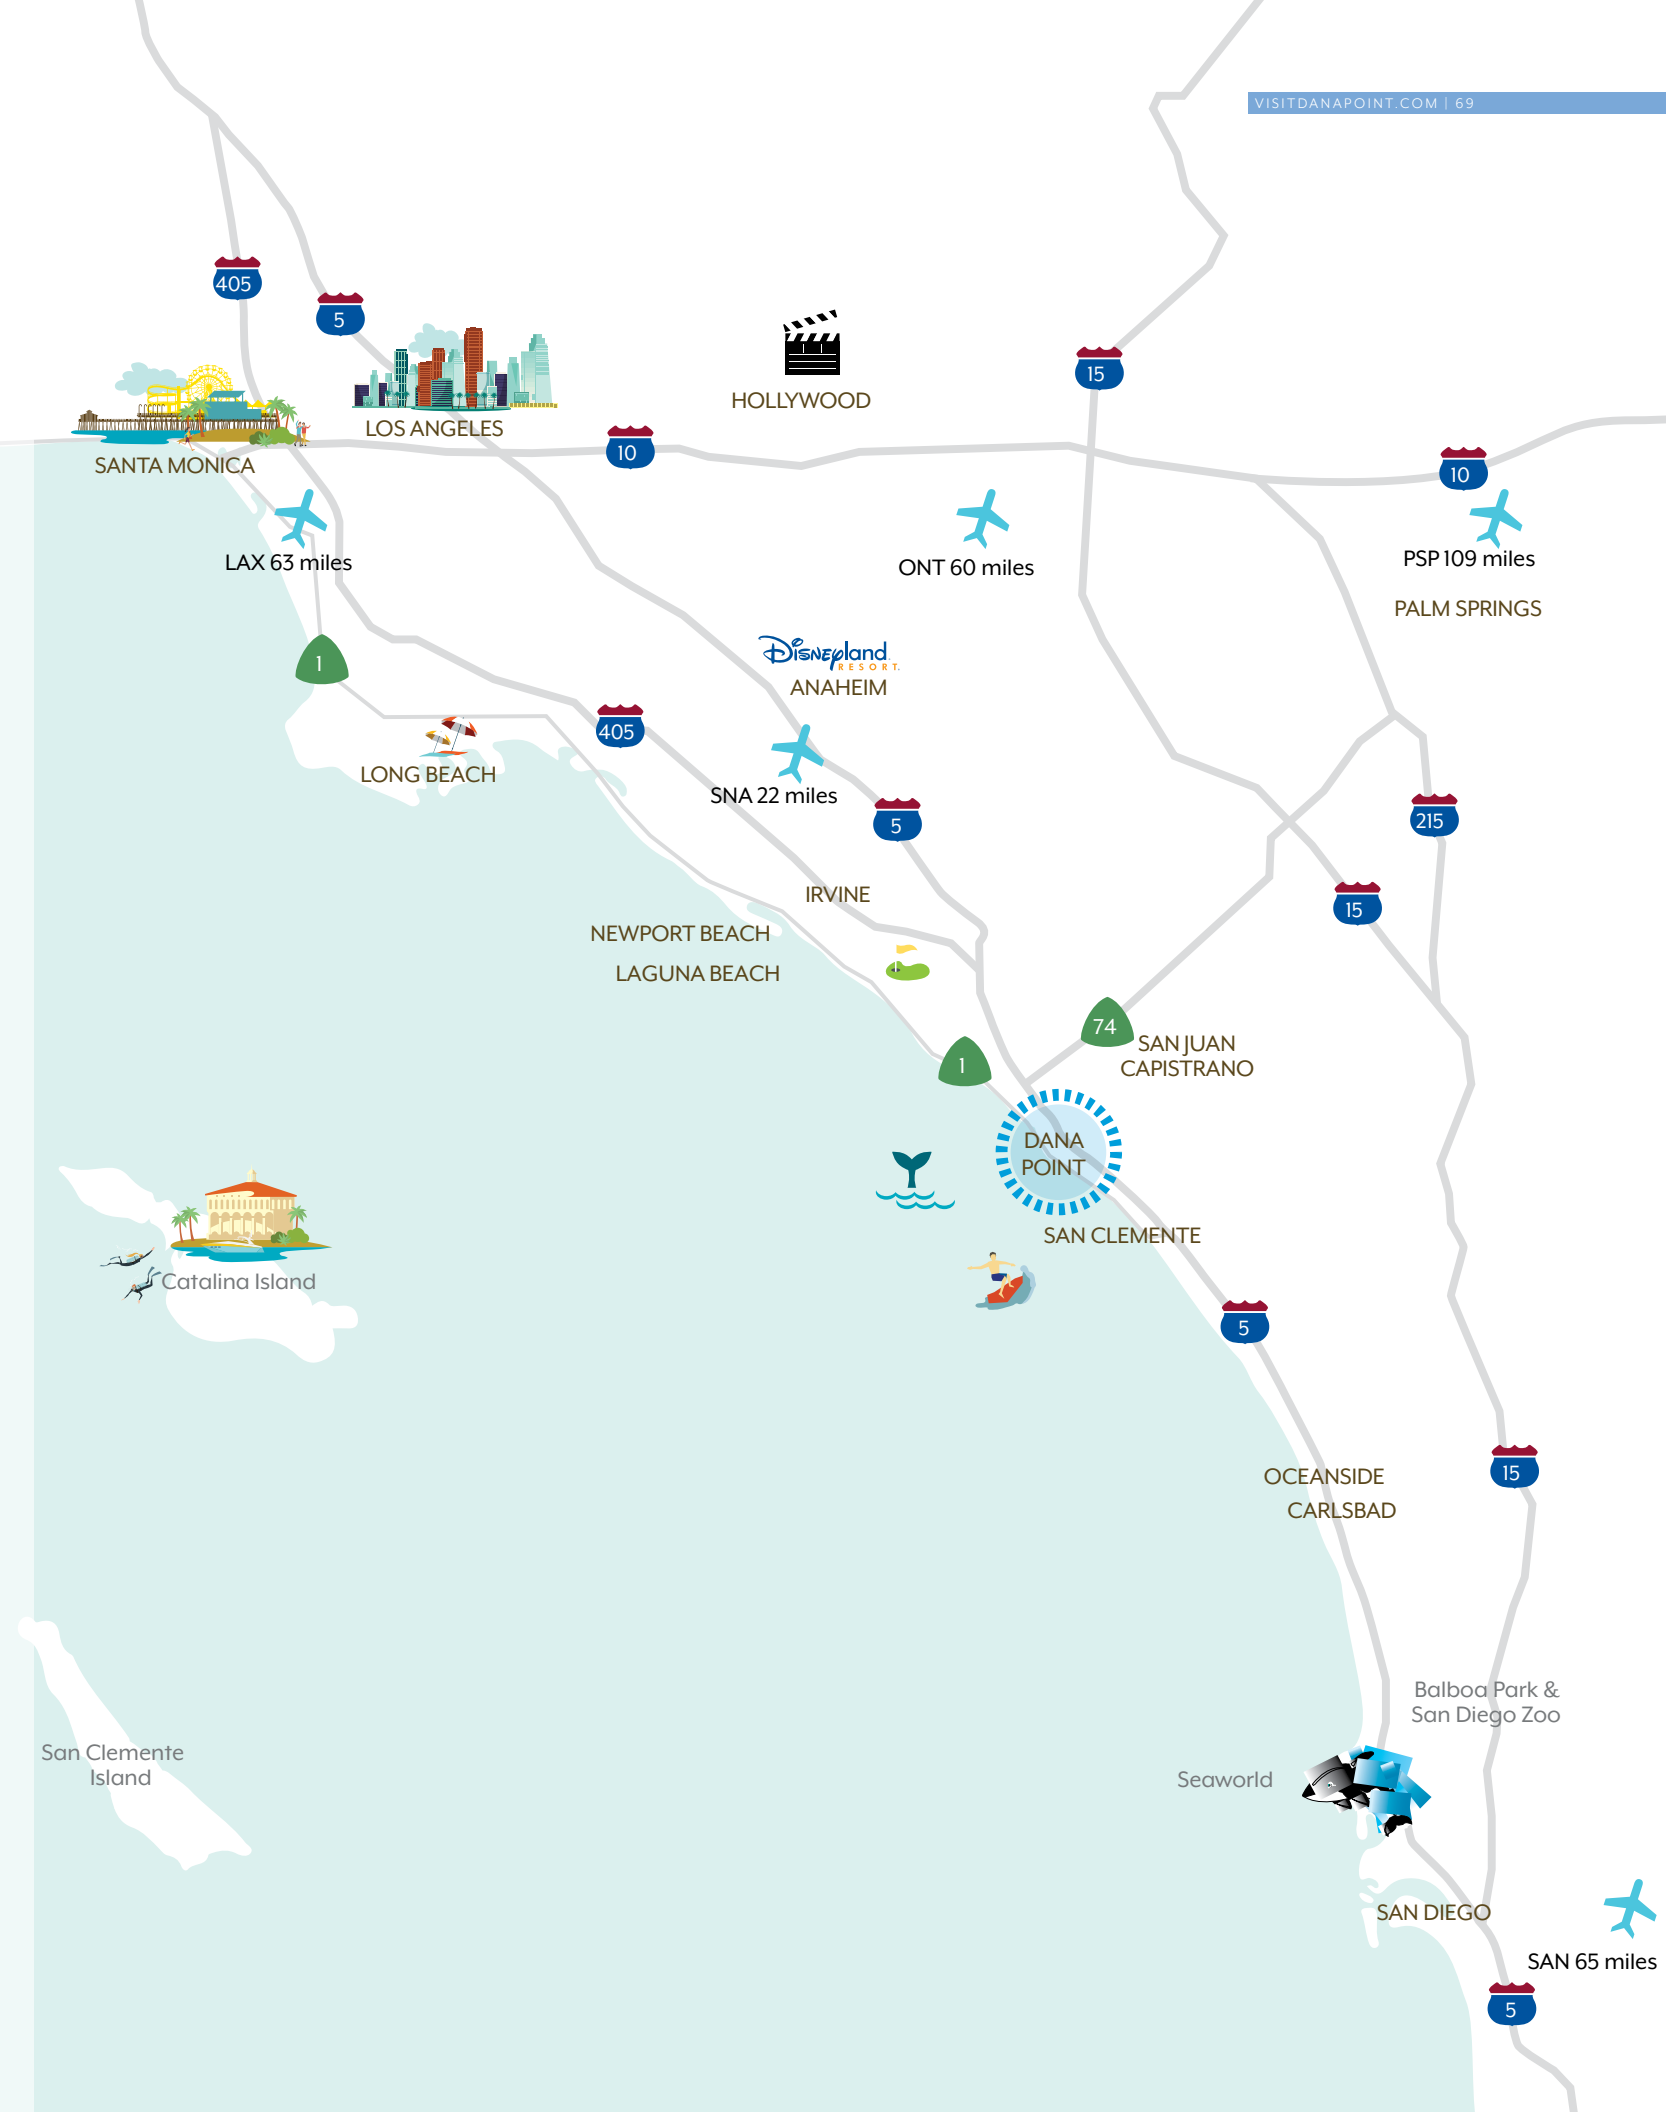 VISITDANAPOINT.COM | 69
405
5
15
HOLLYWOOD
LOS ANGELES
10
SANTA MONICA
10
LAX 63 miles
ONT 60 miles
PSP 109 miles
PALM SPRINGS
1
Disneyland
RESORT.
ANAHEIM
405
LONG BEACH
SNA 22 miles
5
215
IRVINE
15
NEWPORT BEACH
LAGUNA BEACH
74
SAN JUAN
CAPISTRANO
1
DANA
POINT
SAN CLEMENTE
Catalina Island
5
OCEANSIDE
CARLSBAD
15
Balboa Park &
San Diego Zoo
San Clemente
Island
Seaworld
SAN DIEGO
SAN 65 miles
5